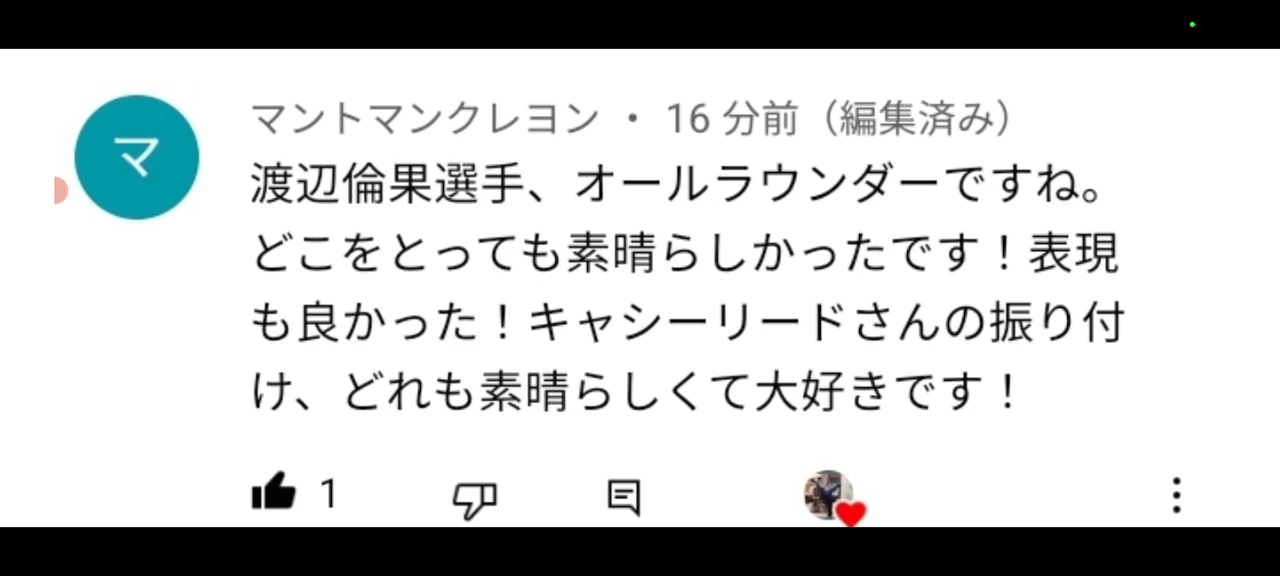 マ
マントマンクレヨン ・ 16 分前（編集済み）
渡辺倫果選手、オールラウンダーですね。
どこをとっても素晴らしかったです！表現
も良かった！キャシーリードさんの振り付
け、どれも素晴らしくて大好きです！
1